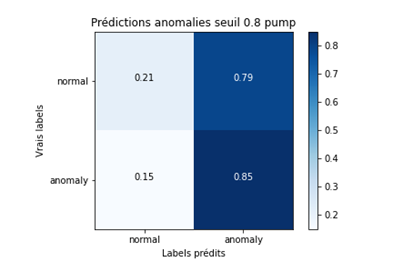 Prédictions anomalies seuil 0.8 pump
Vrais labels
normal
0.21 0.79
anomaly
0.15 0.85
normal anomaly
Labels prédits
0.8
0.7
0.6
0.5
0.4
0.3
0.2